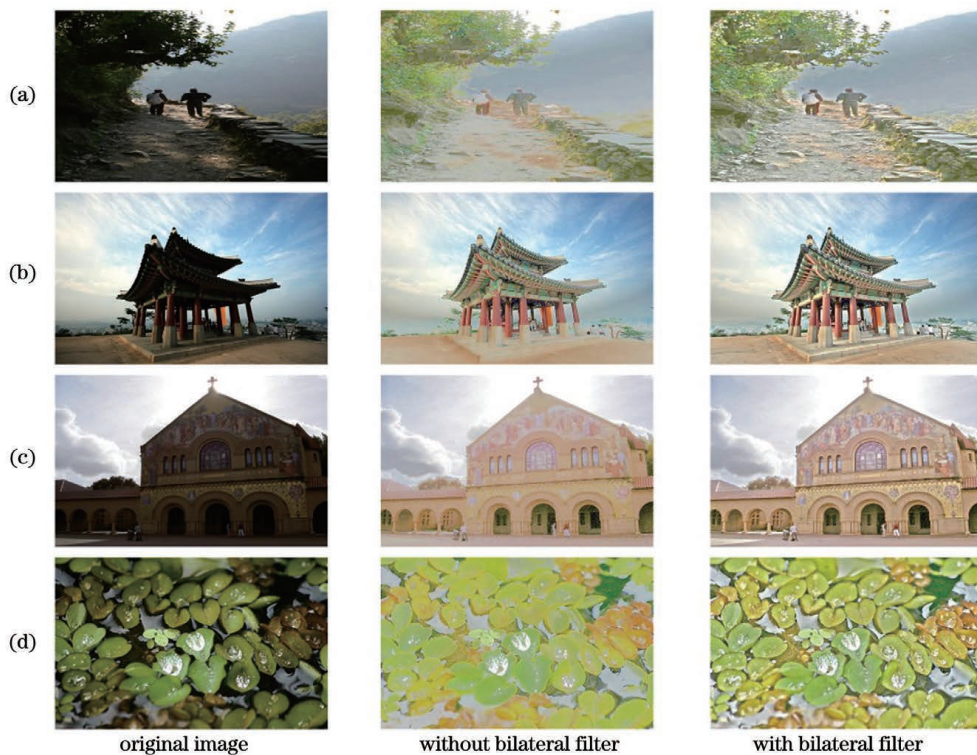 (a)
(b)
(c)
(d)
original image
without bilateral filter
with bilateral filter